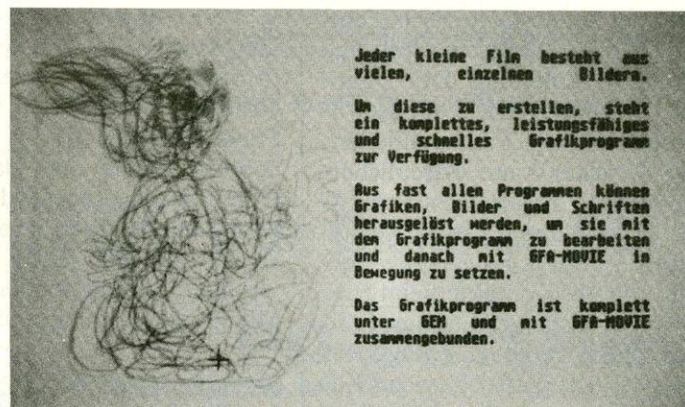 Jeder kleine Film besteht aus
vielen, einzelnen Bildern.
Um diese zu erstellen, steht
ein komplettes, leistungsfähiges
und schnelles Grafikprogramm
zur Verfügung.
Aus fast allen Programmen können
Grafiken, Bilder und Schriften
herausgelöst werden, um sie mit
dem Grafikprogramm zu bearbeiten
und danach mit GFA-MOVIE in
Bewegung zu setzen.
Das Grafikprogramm ist komplett
unter GEM und mit GFA-MOVIE
zusammengebunden.